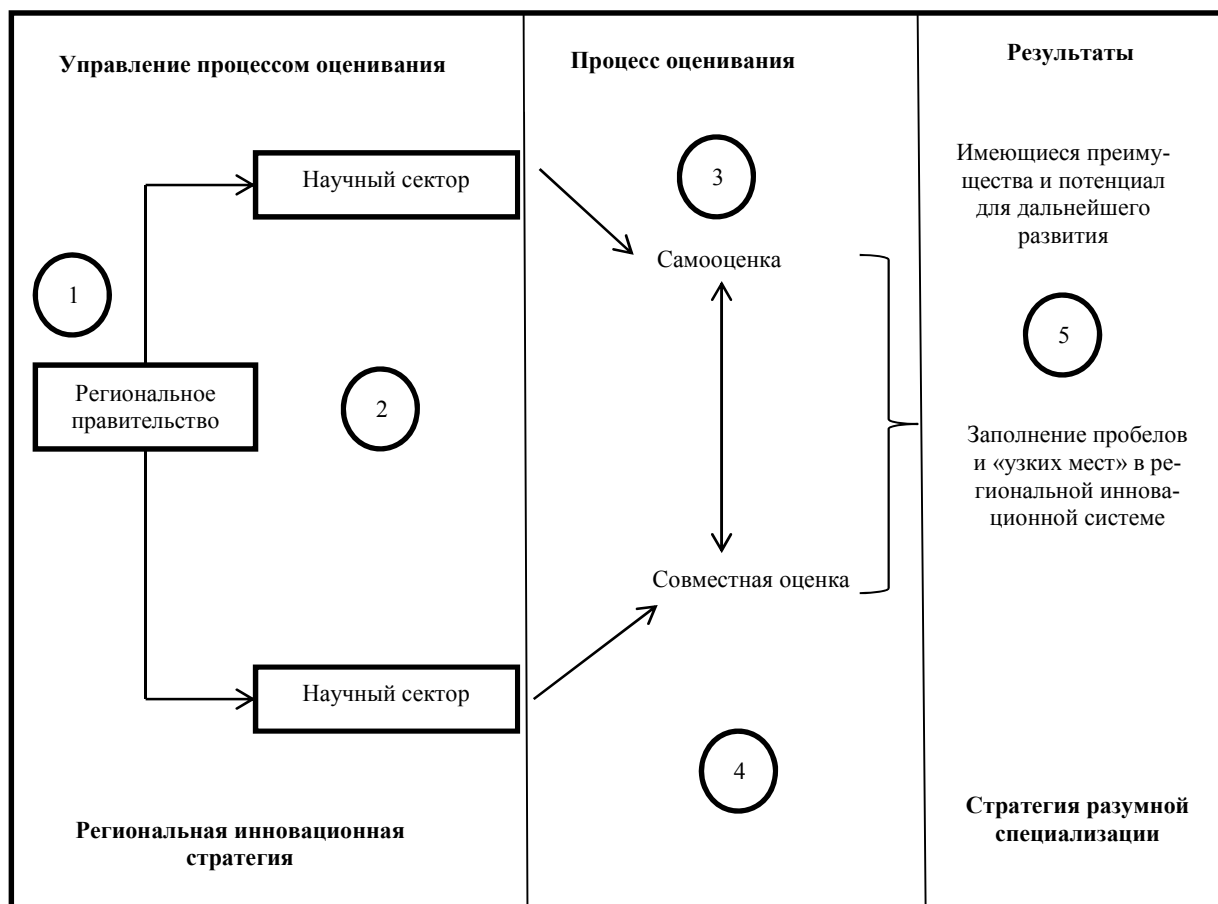 Управление процессом оценивания
Научный сектор
1
Региональное
правительство
2
Научный сектор
Региональная инновационная
стратегия
Процесс оценивания
3
Самооценка
Совместная оценка
4
Результаты
Имеющиеся преиму-
щества и потенциал
для дальнейшего
развития
5
Заполнение пробелов
и «узких мест» в ре-
гиональной иннова-
ционной системе
Стратегия разумной
специализации